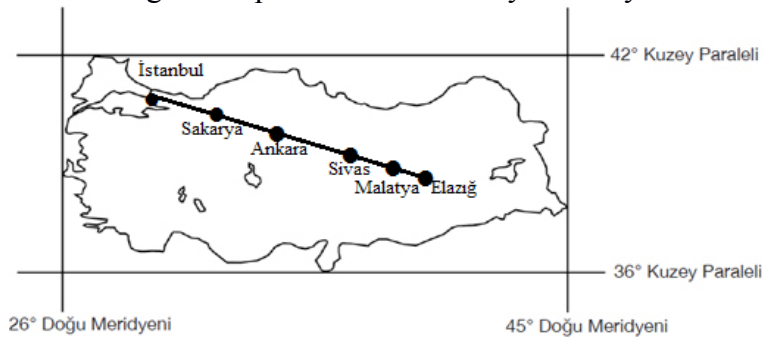 42° Kuzey Paraleli
İstanbul
Sakarya
Ankara
Sivas
Malatya Elazığ
36° Kuzey Paraleli
26° Doğu Meridyeni
45° Doğu Meridyeni